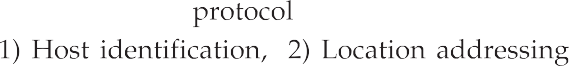 protocol
1) Host identification, 2) Location addressing